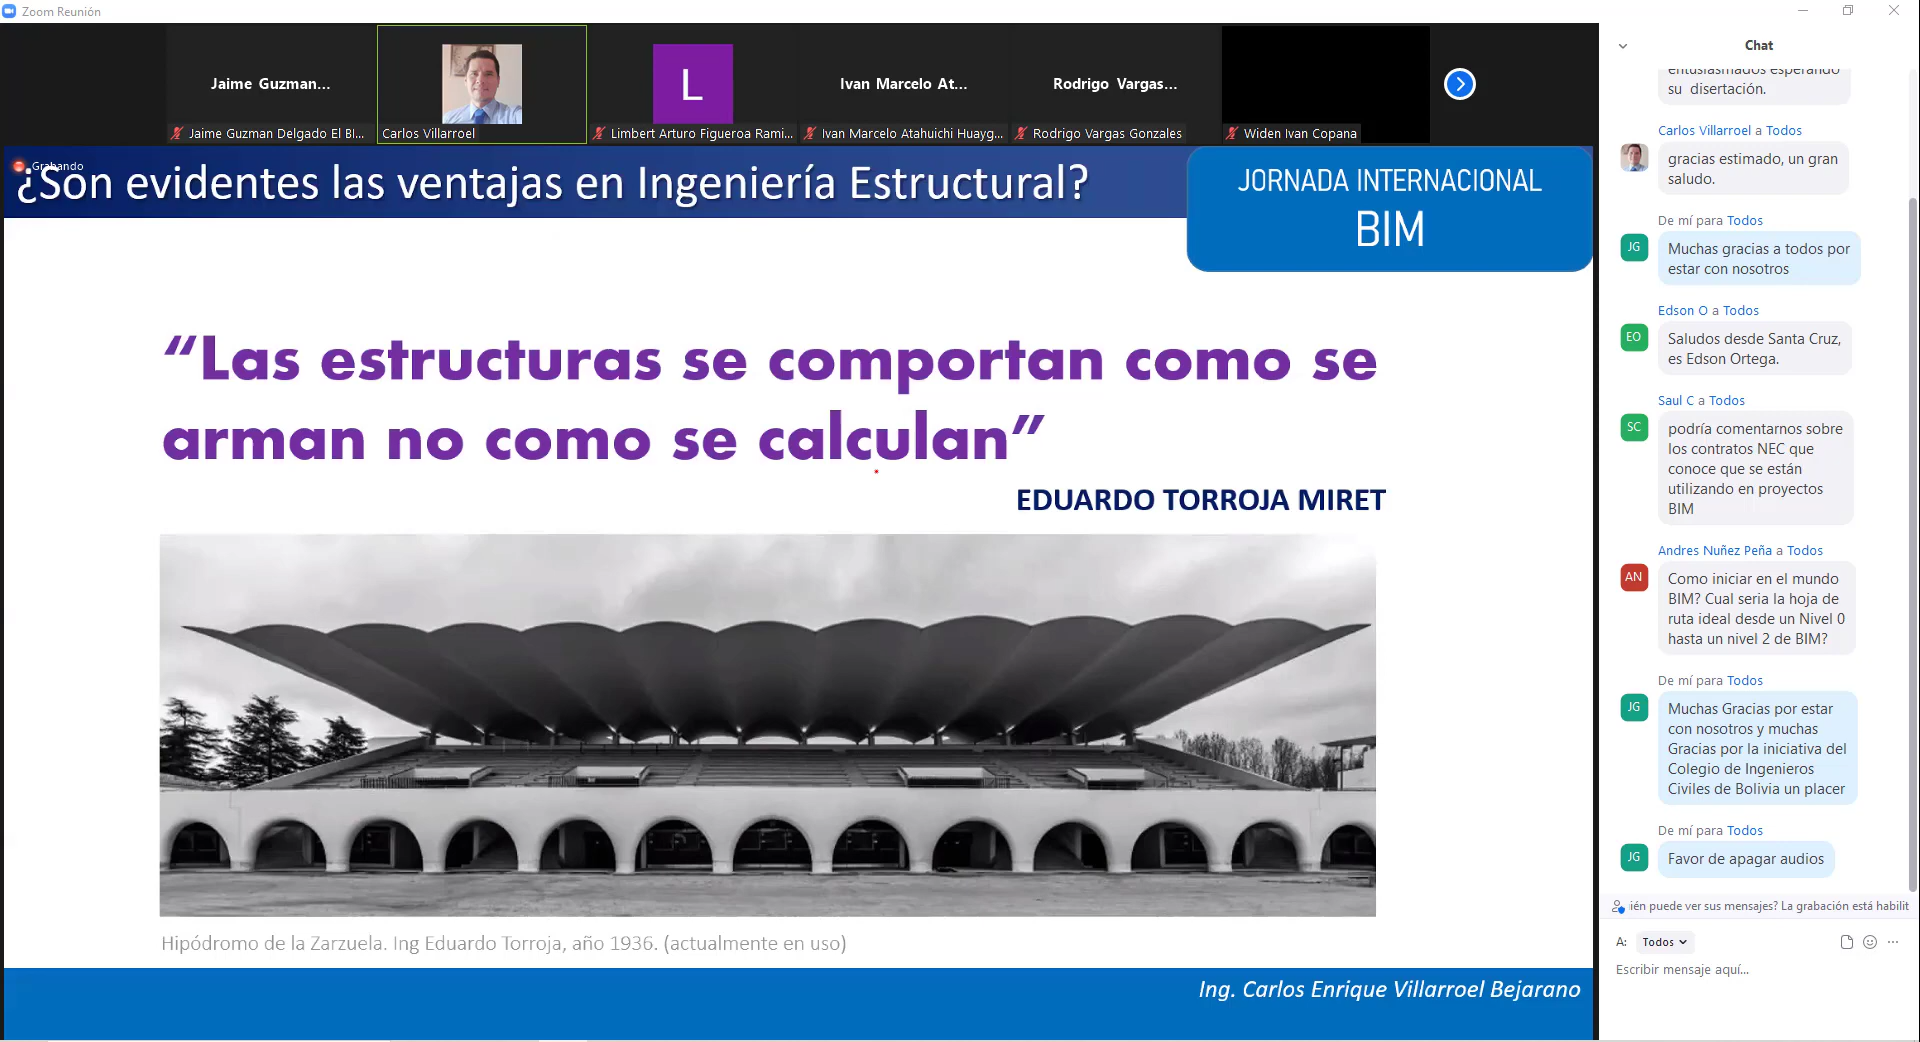 Zoom Reunión
Jaime Guzman...
L
Ivan Marcelo At...
Rodrigo Vargas...
Jaime Guzman Delgado El BI...
Carlos Villarroel
Limbert Arturo Figueroa Rami...
Ivan Marcelo Atahuichi Huayg...
Rodrigo Vargas Gonzales
Widen Ivan Copana
Grabando
¿Son evidentes las ventajas en Ingeniería Estructural?
JORNADA INTERNACIONAL
BIM
“Las estructuras se comportan como se
arman no como se calculan”
EDUARDO TORROJA MIRET
Hipódromo de la Zarzuela. Ing Eduardo Torroja, año 1936. (actualmente en uso)
Ing. Carlos Enrique Villarroel Bejarano
Chat
entusiasmados esperando
su disertación.
Carlos Villarroel a Todos
gracias estimado, un gran
saludo.
De mí para Todos
JG
Muchas gracias a todos por
estar con nosotros
Edson O a Todos
EO
Saludos desde Santa Cruz,
es Edson Ortega.
Saul C a Todos
SC
podría comentarnos sobre
los contratos NEC que
conoce que se están
utilizando en proyectos
BIM
Andres Nuñez Peña a Todos
AN
Como iniciar en el mundo
BIM? Cual seria la hoja de
ruta ideal desde un Nivel 0
hasta un nivel 2 de BIM?
De mí para Todos
JG
Muchas Gracias por estar
con nosotros y muchas
Gracias por la iniciativa del
Colegio de Ingenieros
Civiles de Bolivia un placer
De mí para Todos
JG
Favor de apagar audios
ién puede ver sus mensajes? La grabación está habilit
A: Todos
Escribir mensaje aquí...